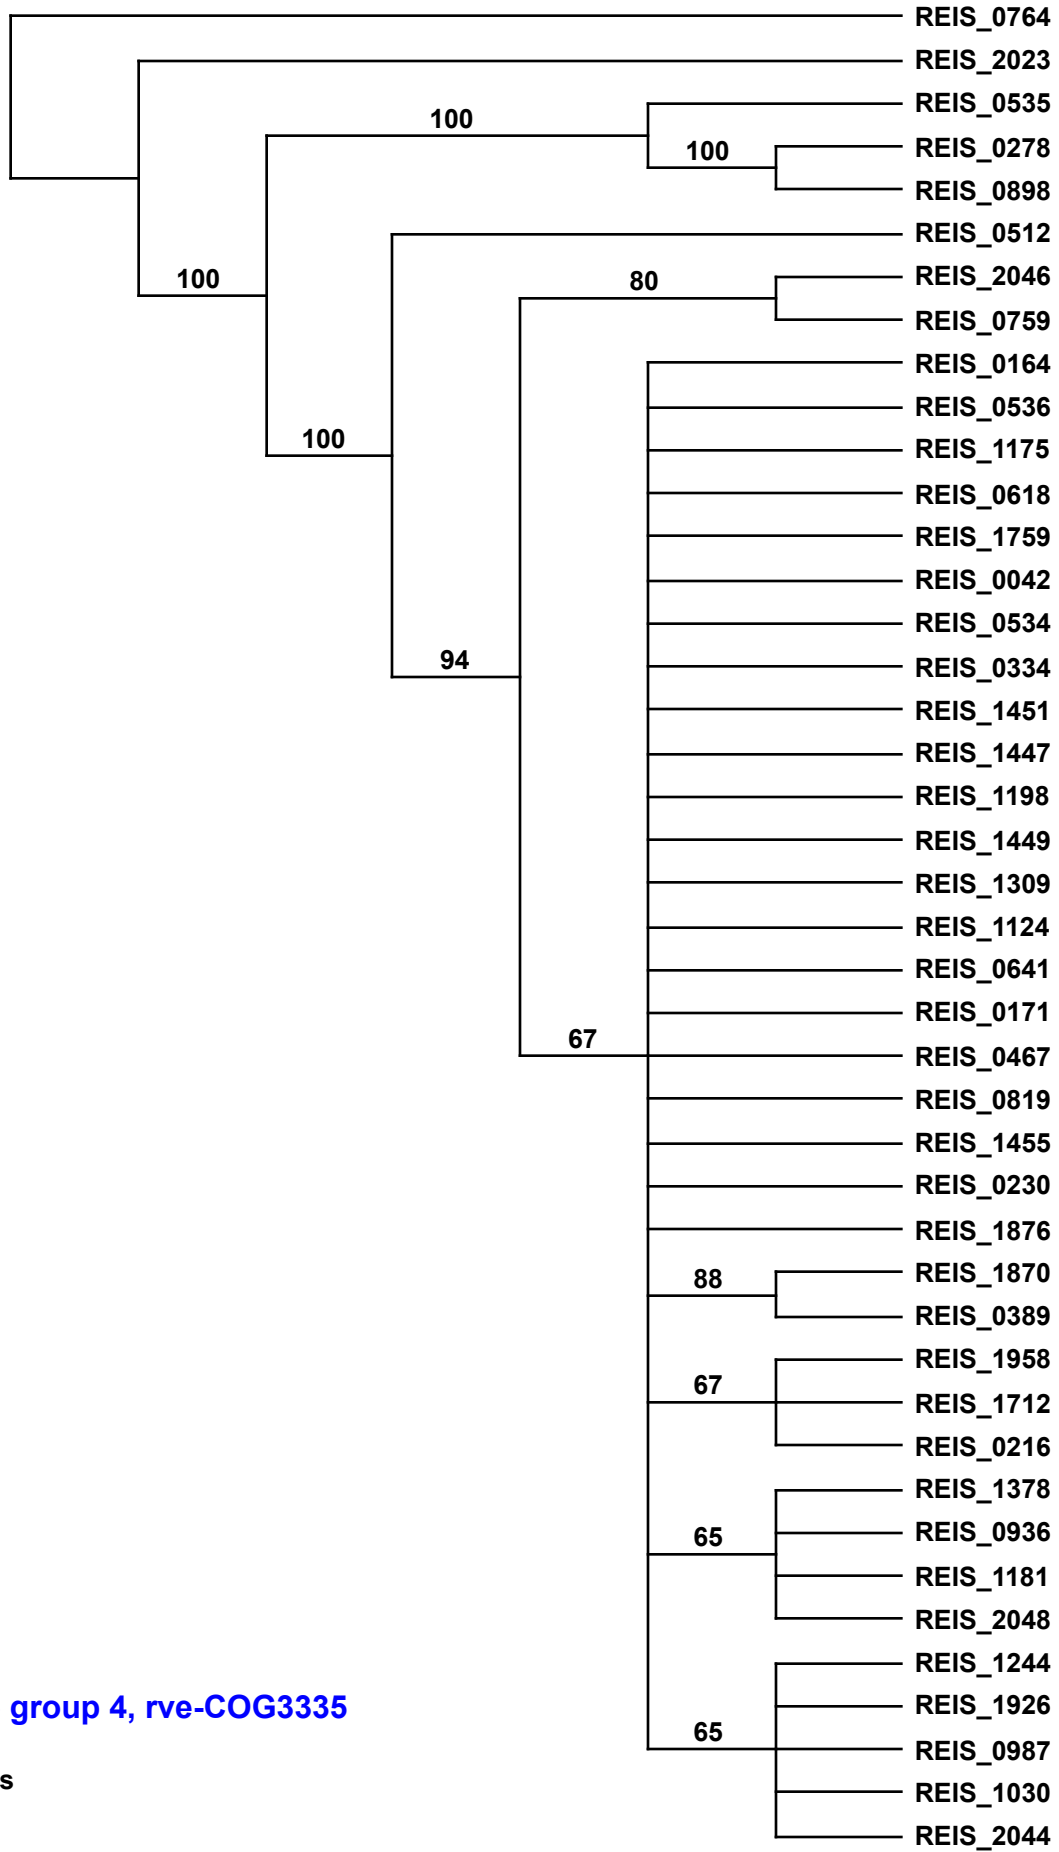 REIS_0764
REIS_2023
REIS_0535
100
REIS_0278
100
REIS_0898
REIS_0512
REIS_2046
100
80
REIS_0759
REIS_0164
REIS_0536
100
REIS_1175
REIS_0618
REIS_1759
REIS_0042
REIS_0534
94
REIS_0334
REIS_1451
REIS_1447
REIS_1198
REIS_1449
REIS_1309
REIS_1124
REIS_0641
REIS_0171
67
REIS_0467
REIS_0819
REIS_1455
REIS_0230
REIS_1876
88
REIS_1870
REIS_0389
REIS_1958
67
REIS_1712
REIS_0216
REIS_1378
REIS_0936
65
REIS_1181
REIS_2048
REIS_1244
group 4, rve-COG3335
REIS_1926
65
REIS_0987
s
REIS_1030
REIS_2044